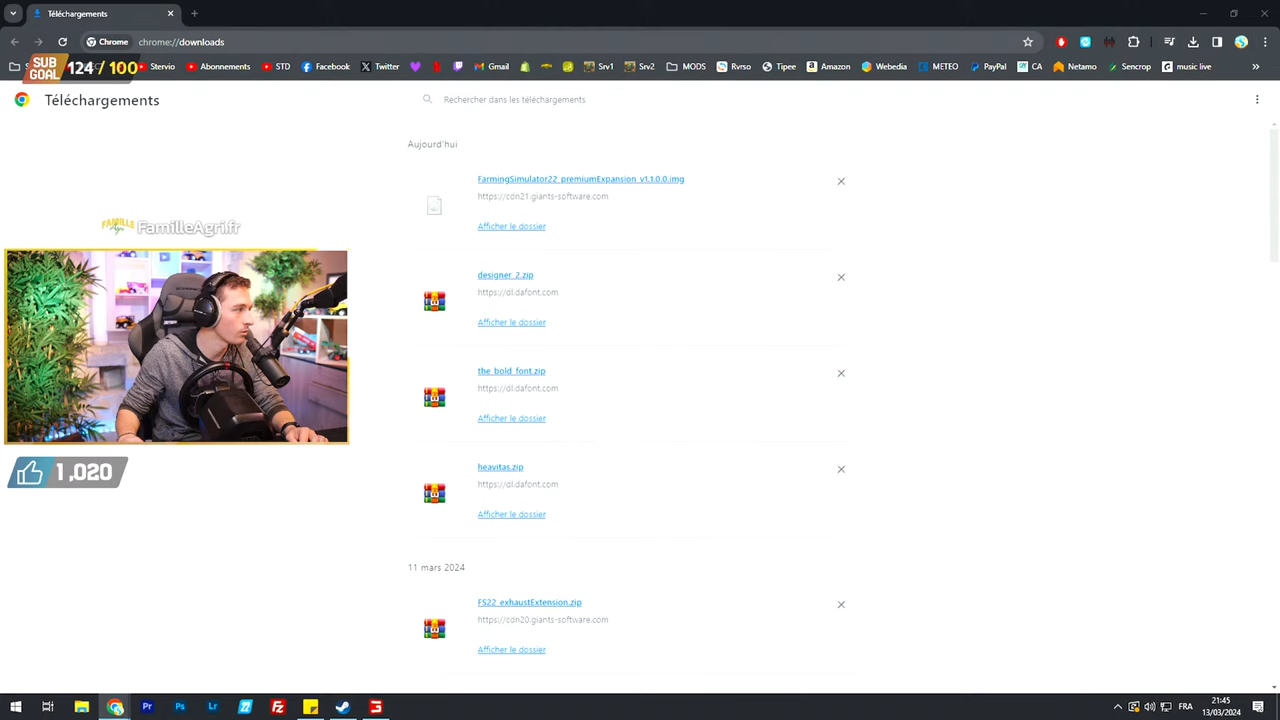 Téléchargements
Chrome
chrome://downloads
Stervio
Abonnements
STD
Facebook
Twitter
Gmail
Srv1
Srv2
MODS
Tipee
Webedia
METEO
PayPal
Netamo
Sencrop
music live
SUB GOAL 124 / 100
Téléchargements
Rechercher dans les téléchargements
Aujourd'hui
FarmingSimulator22_premiumExpansion_v1.1.0.0.img
https://cdn21.giants-software.com
Afficher le dossier
FamilleAgri.fr
designer_2.zip
https://dl.dafont.com
Afficher le dossier
the_bold_font.zip
https://dl.dafont.com
Afficher le dossier
1,020
heavitas.zip
https://dl.dafont.com
Afficher le dossier
11 mars 2024
FS22_exhaustExtension.zip
https://cdn20.giants-software.com
Afficher le dossier
Pr
Ps
Lr
FRA
21:45
13/03/2024